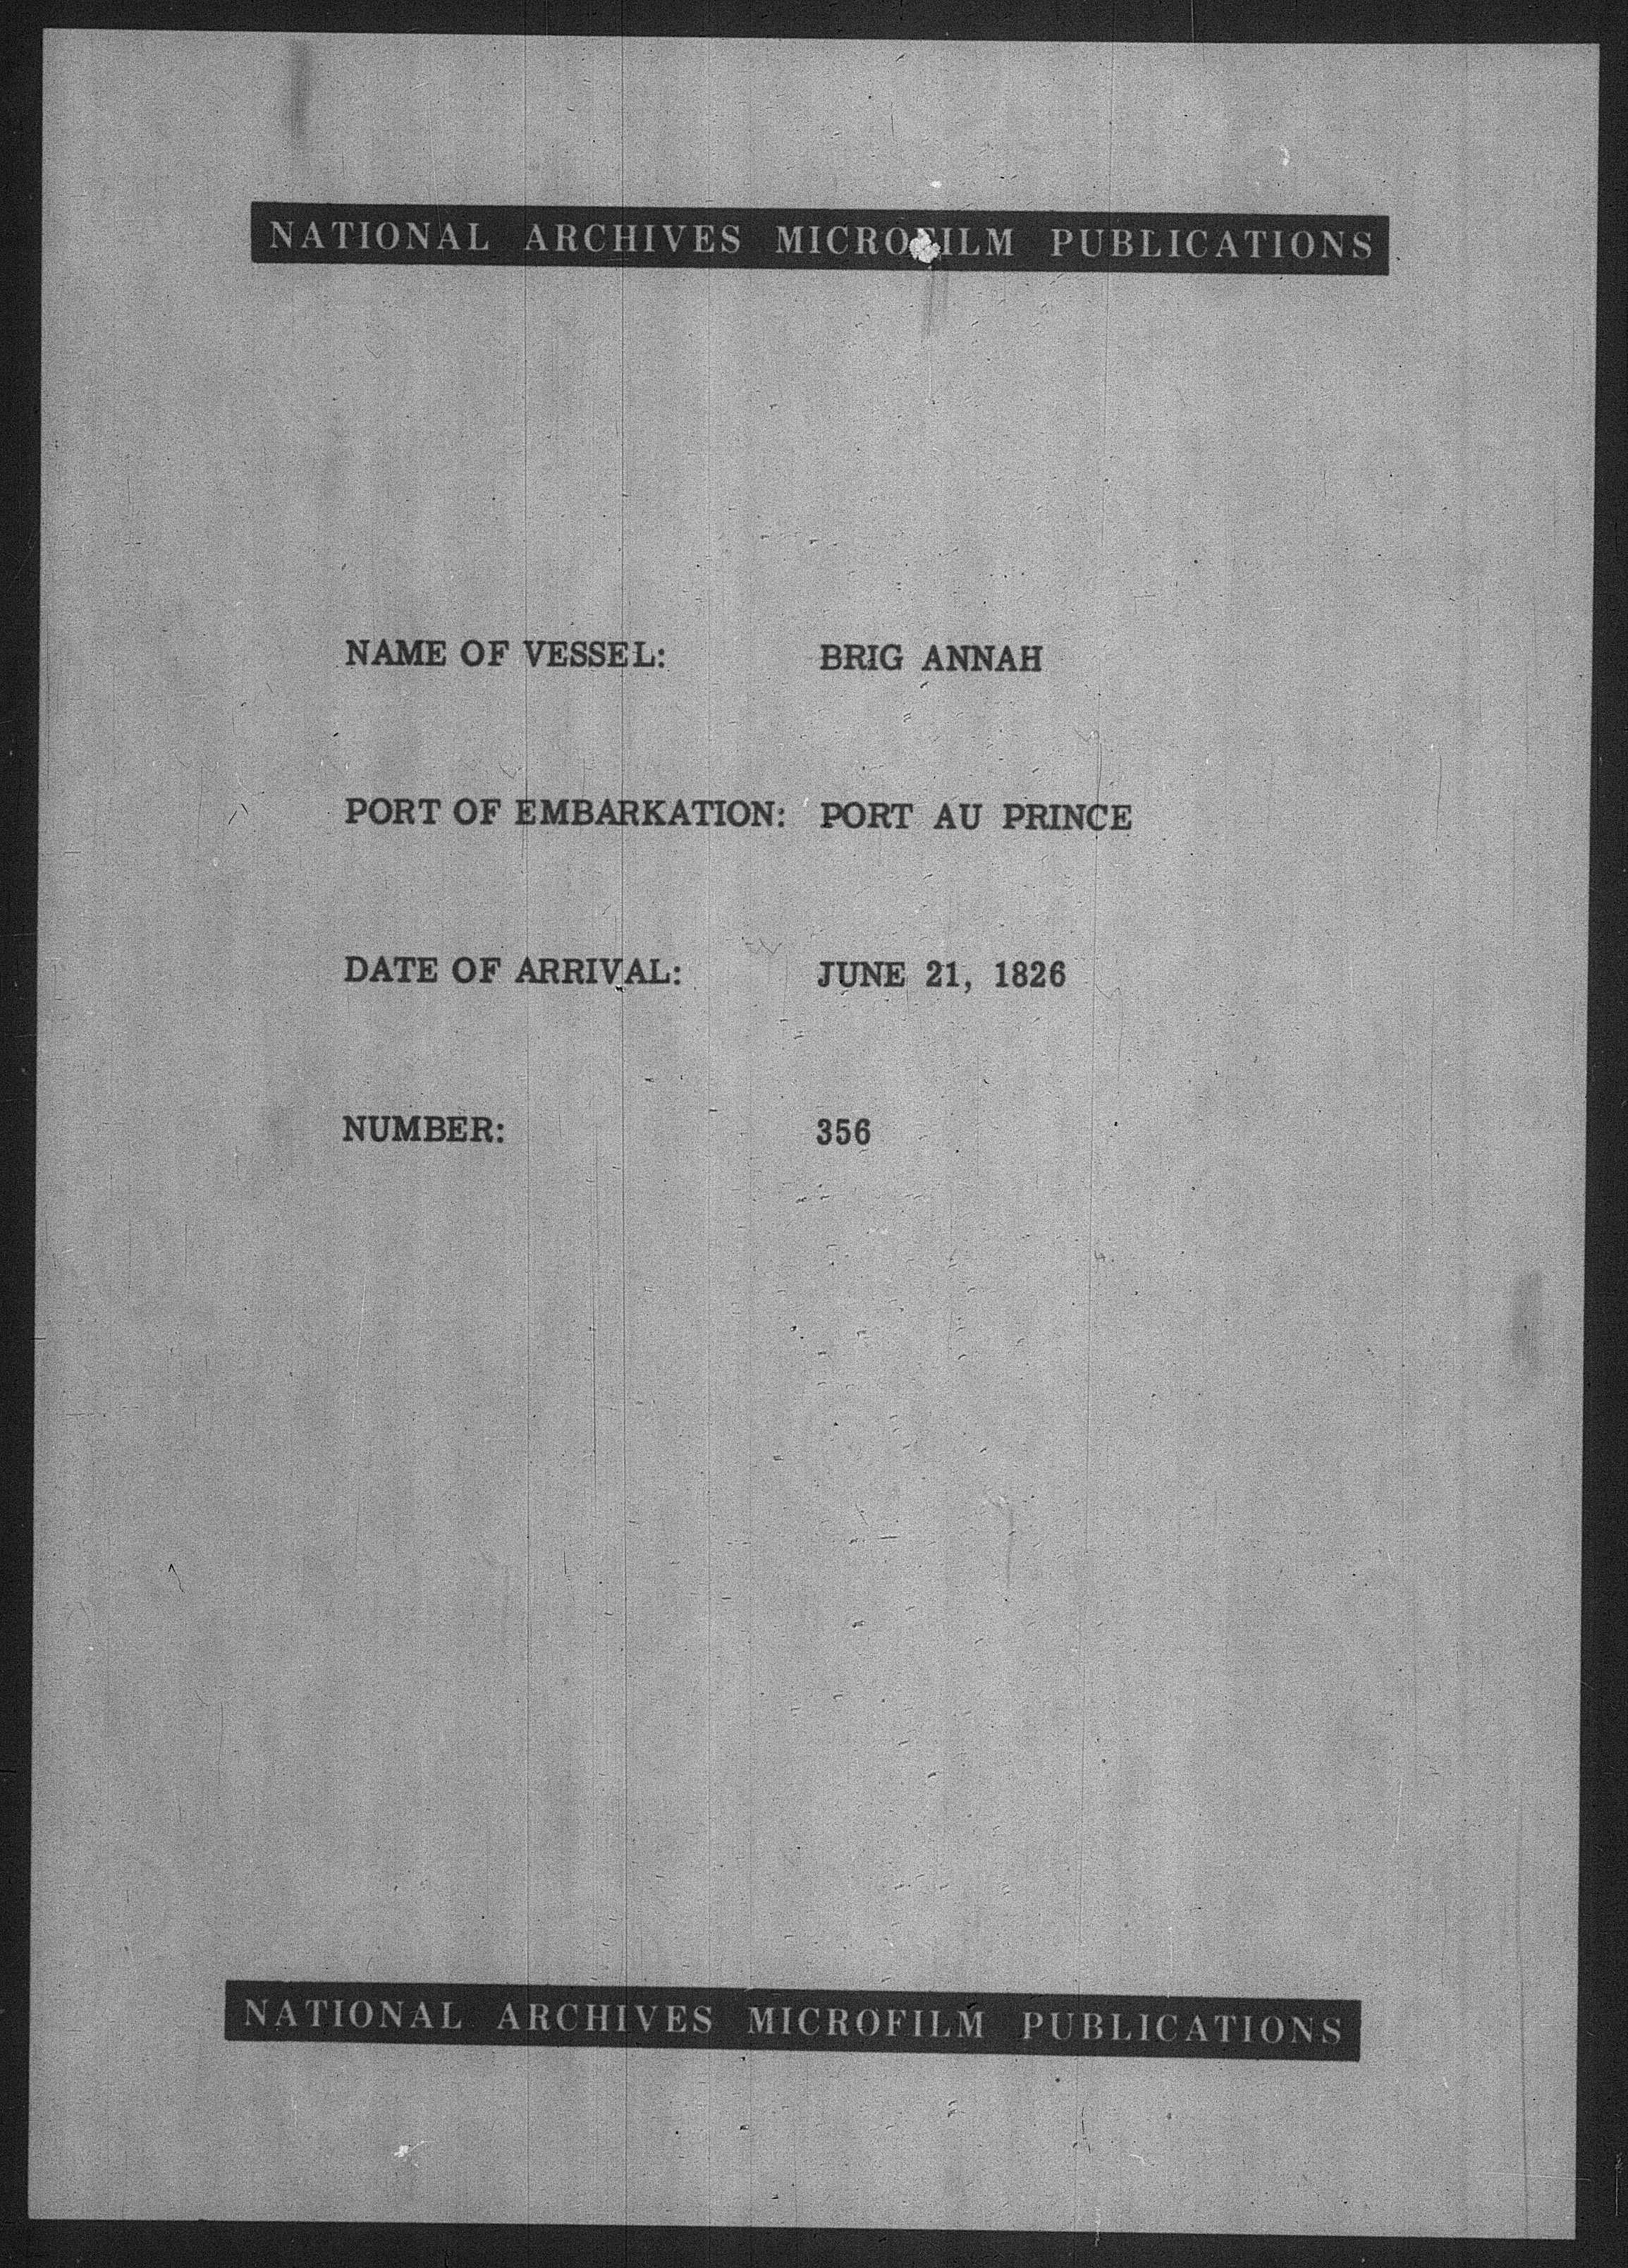 NATIONAL ARCHIVES MICROFILM PUBLICATIONS
NAME OF VESSEL: BRIG ANNAH
PORT OF EMBARKATION: PORT AU PRINCE
DATE OF ARRIVAL: JUNE 21, 1826
NUMBER: 356
NATIONAL ARCHIVES MICROFILM PUBLICATIONS